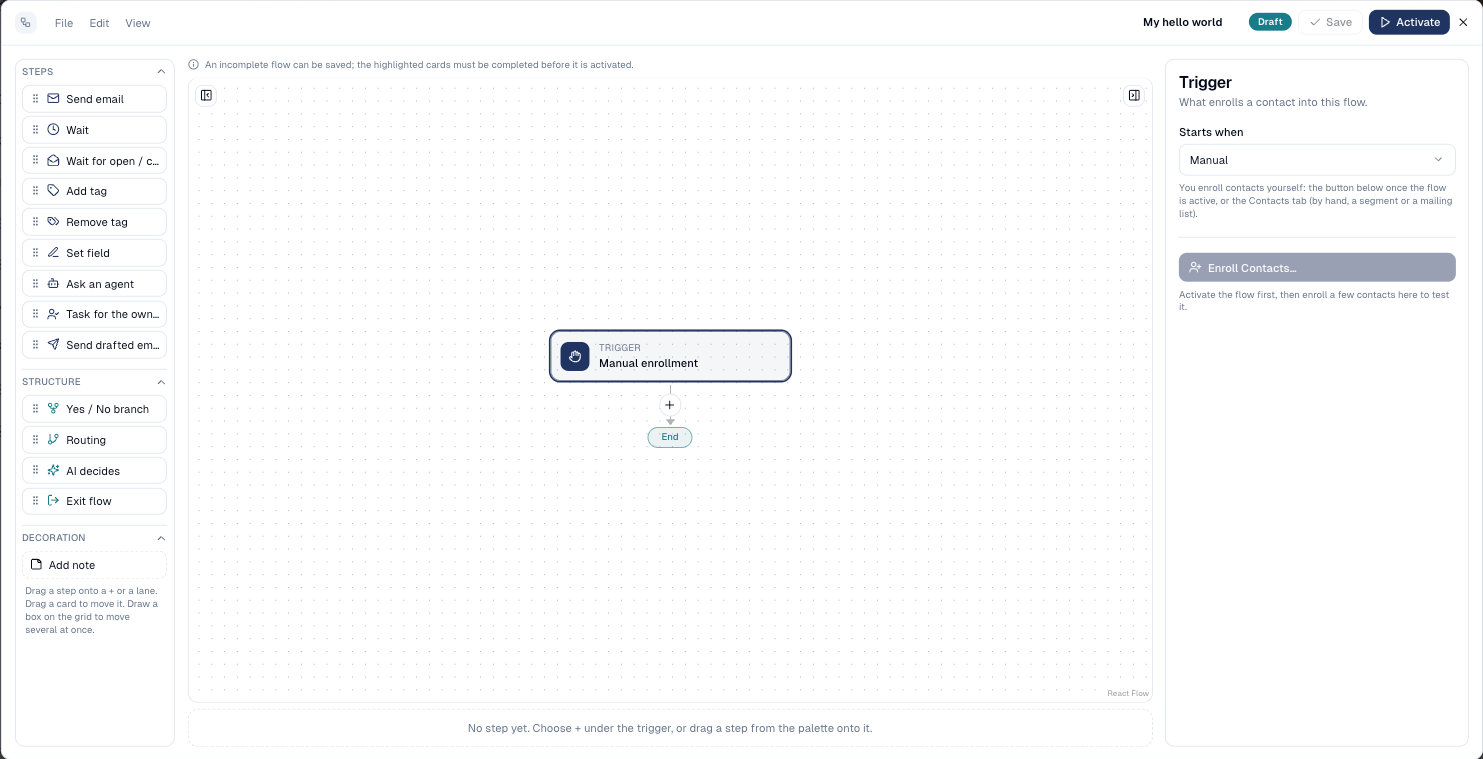 File Edit View
My hello world
Draft
Save
Activate
STEPS
Send email
Wait
Wait for open / c...
Add tag
Remove tag
Set field
Ask an agent
Task for the own...
Send drafted em...
STRUCTURE
Yes / No branch
Routing
AI decides
Exit flow
DECORATION
Add note
Drag a step onto a + or a lane.
Drag a card to move it. Draw a
box on the grid to move
several at once.
An incomplete flow can be saved; the highlighted cards must be completed before it is activated.
TRIGGER
Manual enrollment
+
End
React Flow
No step yet. Choose + under the trigger, or drag a step from the palette onto it.
Trigger
What enrolls a contact into this flow.
Starts when
Manual
You enroll contacts yourself: the button below once the flow
is active, or the Contacts tab (by hand, a segment or a mailing
list).
Enroll Contacts...
Activate the flow first, then enroll a few contacts here to test
it.